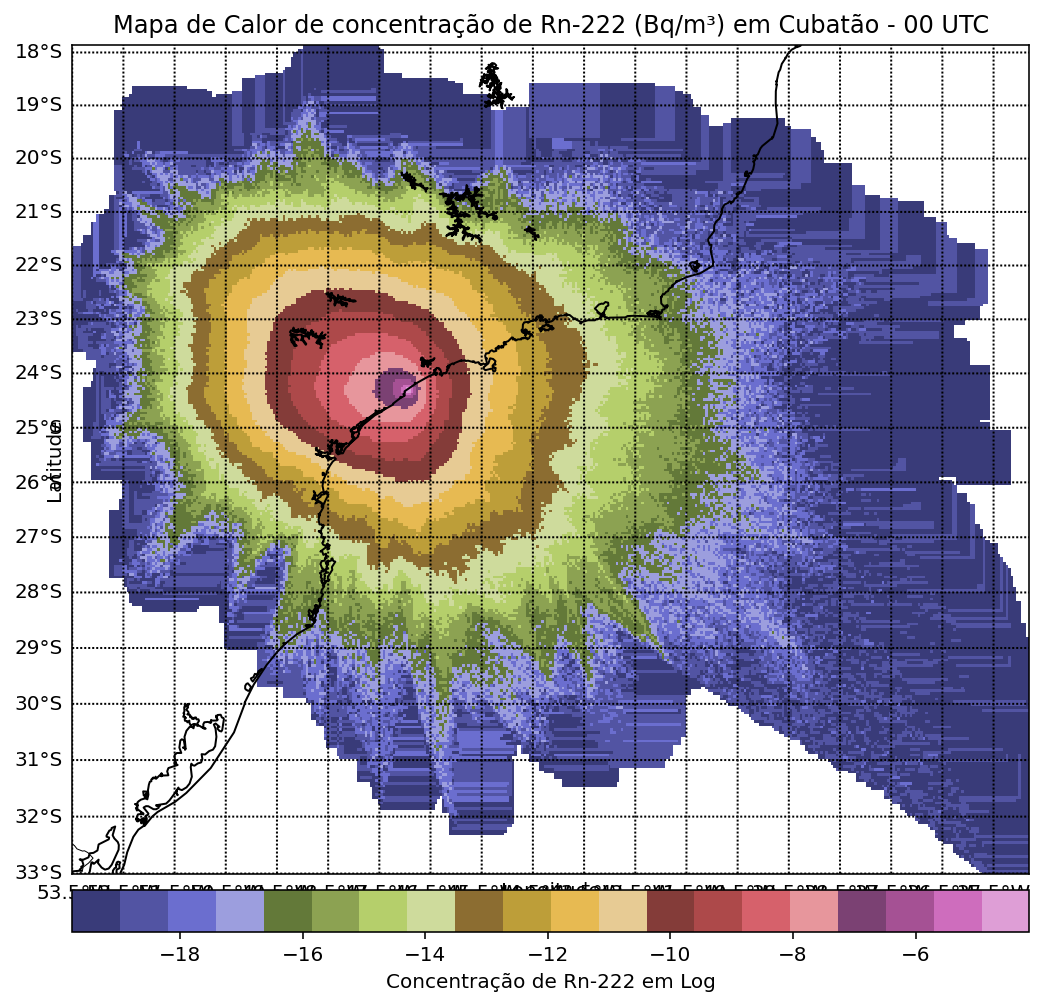 Mapa de Calor de concentração de Rn-222 (Bq/m³) em Cubatão - 00 UTC
18°S
19°S
20°S
21°S
22°S
23°S
24°S
25°S
Latitude
26°S
27°S
28°S
29°S
30°S
31°S
32°S
33°S
−18
−16
−14
−12
−10
−8
−6
Concentração de Rn-222 em Log